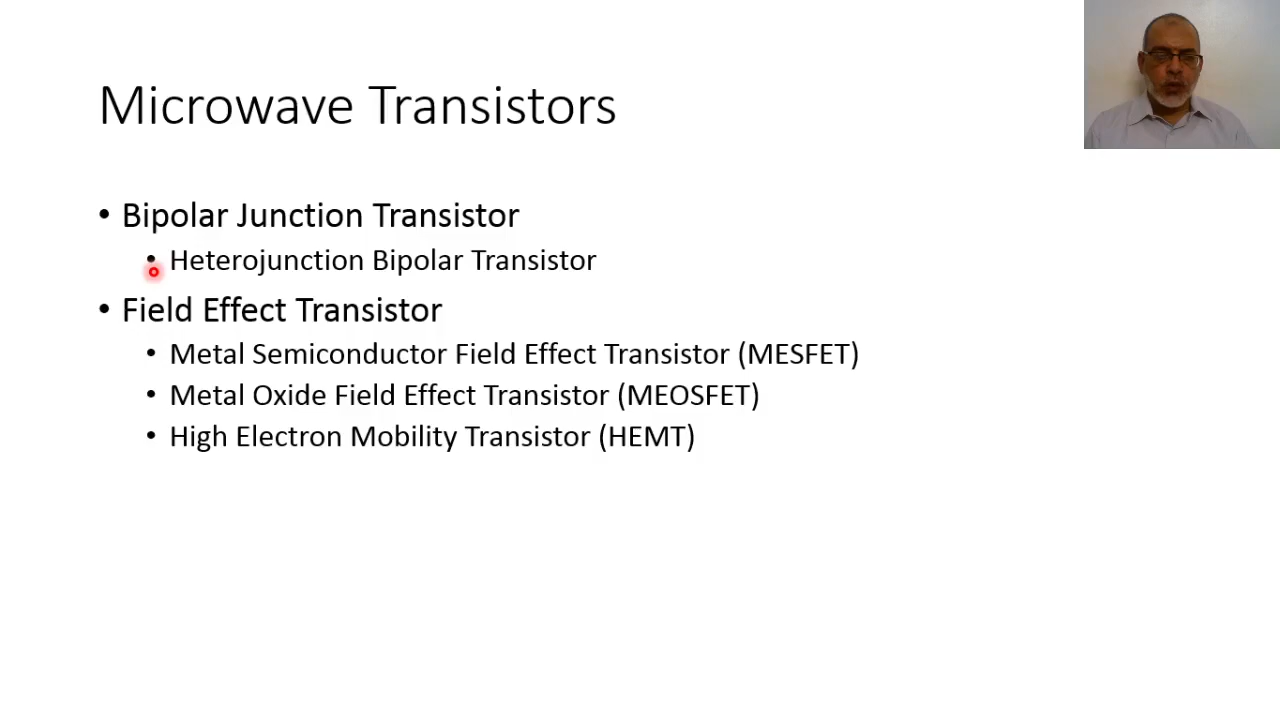 Microwave Transistors
• Bipolar Junction Transistor
• Heterojunction Bipolar Transistor
• Field Effect Transistor
• Metal Semiconductor Field Effect Transistor (MESFET)
• Metal Oxide Field Effect Transistor (MEOSFET)
• High Electron Mobility Transistor (HEMT)